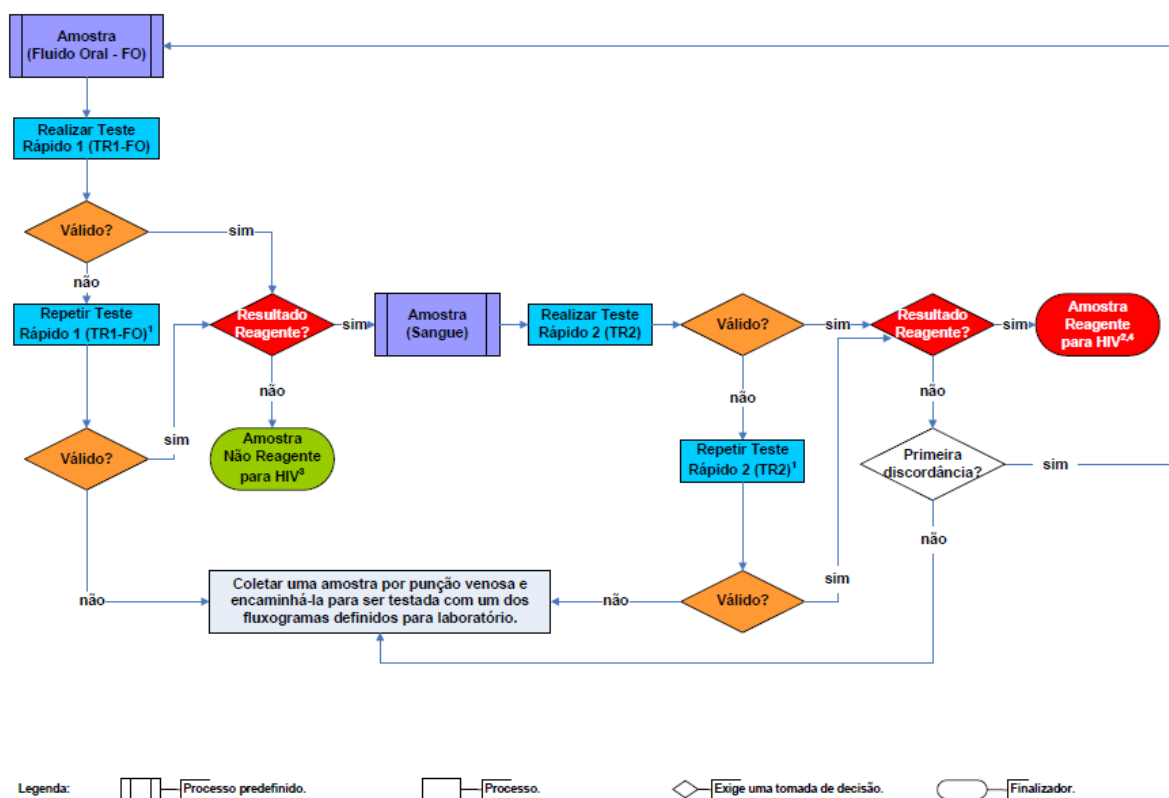 Amostra
(Fluido Oral - FO)
Realizar Teste
Rápido 1 (TR1-FO)
Válido?
sim
não
Repetir Teste
Rápido 1 (TR1-FO)¹
Resultado
Reagente?
sim
Amostra
(Sangue)
Realizar Teste
Rápido 2 (TR2)
Válido?
sim
Resultado
Reagente?
sim
Amostra
Reagente
para HIV²,⁴
não
não
não
Válido?
sim
Amostra
Não Reagente
para HIV³
Repetir Teste
Rápido 2 (TR2)¹
Primeira
discordância?
sim
não
não
Coletar uma amostra por punção venosa e
encaminhá-la para ser testada com um dos
fluxogramas definidos para laboratório.
não
Válido?
sim
Legenda:
Processo predefinido.
Processo.
Exige uma tomada de decisão.
Finalizador.